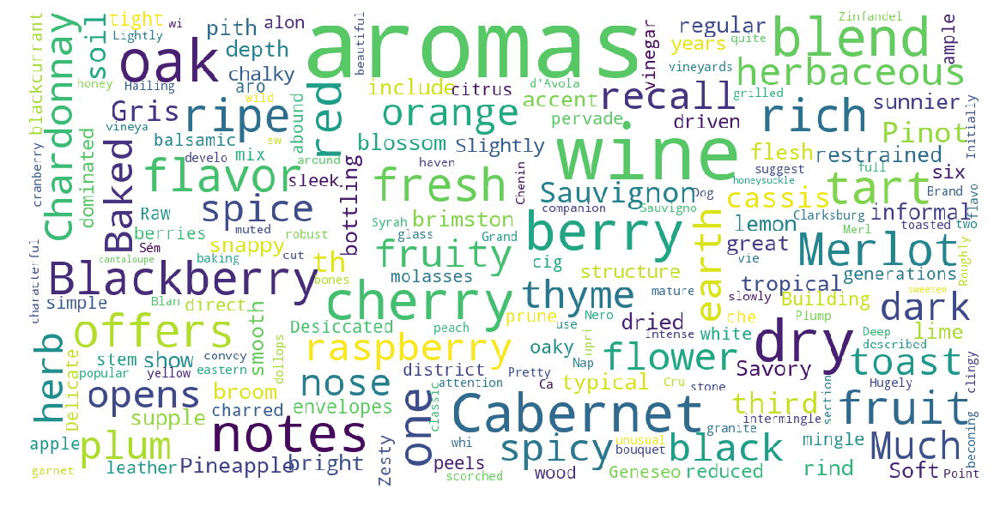 aromas
wine
oak
blend
herbaceous
tight
wi
alon
Lightly
pith
depth
soil
Chardonnay
blackcurrant
honey
Hailing
chalky
aro
wild
Gris
ripe
red
beautiful
include
citrus
d'Avola
accent
pervade
orange
recall
vinegar
regular
years
quite
vineyards
Zinfandel
ample
grilled
driven
rich
sunnier
Pinot
Initially
vineya
balsamic
sw
abound
blossom
Slightly
flesh
restrained
cranberry
dominated
Baked
develo
mix
around
flavor
sleek
bottling
haven
fresh
Chenin
Sauvignon
Dog
suggest
full
six
honeysuckle
tart
Brand
flavo
cassis
Raw
spice
berries
Sém
muted
robust
snappy
Syrah
brimston
companion
Sauvigno
earth
lemon
Clarksburg
informal
Merl
toasted
two
great
berry
Merlot
characterful
cantaloupe
baking
cut
th
bones
glass
Grand
fruity
cig
vie
generations
Roughly
Blackberry
molasses
structure
tropical
simple
Blan
direct
smooth
cherry
thyme
mature
slowly
Building
dark
sweeten
offers
Desiccated
peach
use
prune
Nero
upri
dried
Intense
che
white
Plump
Deep
described
lime
herb
Delicate
stem
show
convey
dollops
raspberry
oaky
Nap
flower
dry
Savory
toast
clingy
popular
yellow
eastern
nose
district
attention
Pretty
Ca
typical
Cru
stone
Hugely
opens
broom
envelopes
classic
one
third
section
fruit
supple
charred
Cabernet
intermingle
granite
apple
plum
notes
whi
spicy
unusual
bouquet
black
mingle
Much
becoming
garnet
leather
Pineapple
bright
Zesty
peels
scorched
wood
Geneseo
reduced
rind
Soft
Point